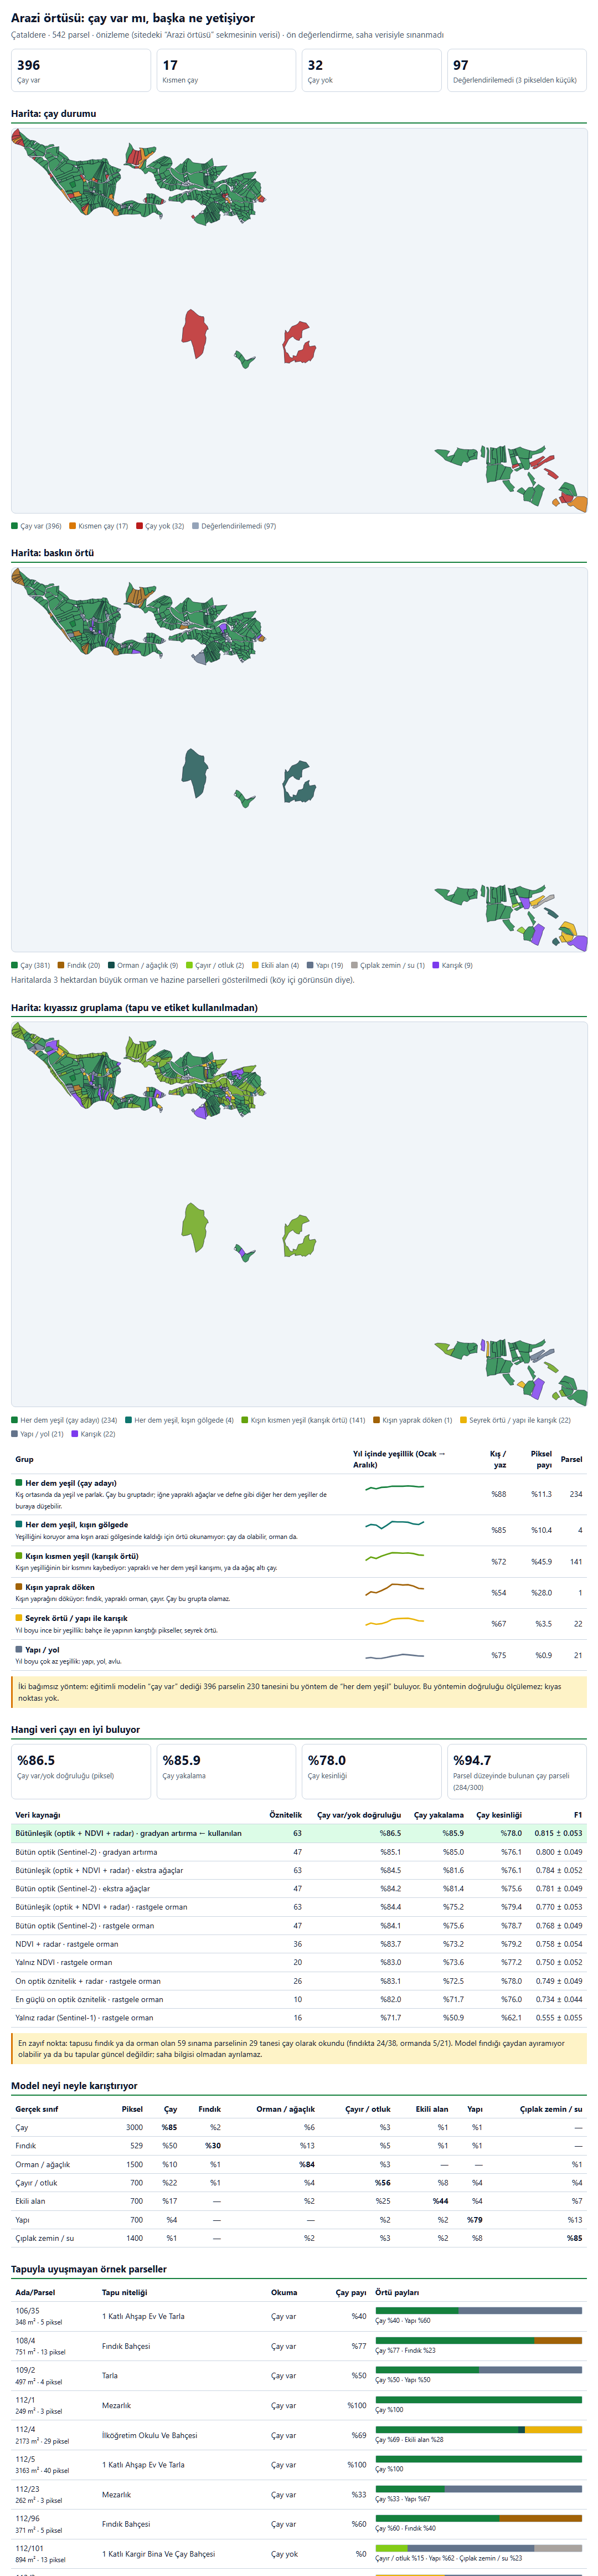 Arazi örtüsü: çay var mı, başka ne yetişiyor
Çataldere · 542 parsel · önizleme (sitedeki "Arazi örtüsü" sekmesinin verisi) · ön değerlendirme, saha verisiyle sınanmadı
396
Çay var
17
Kısmen çay
32
Çay yok
97
Değerlendirilemedi (3 pikselden küçük)
Harita: çay durumu
Çay var (396) Kısmen çay (17) Çay yok (32) Değerlendirilemedi (97)
Harita: baskın örtü
Çay (381) Fındık (20) Orman / ağaçlık (9) Çayır / otluk (2) Ekili alan (4) Yapı (19) Çıplak zemin / su (1) Karışık (9)
Haritalarda 3 hektardan büyük orman ve hazine parselleri gösterilmedi (köy içi görünsün diye).
Harita: kıyassız gruplama (tapu ve etiket kullanılmadan)
Her dem yeşil (çay adayı) (234) Her dem yeşil, kışın gölgede (4) Kışın kısmen yeşil (karışık örtü) (141) Kışın yaprak döken (1) Seyrek örtü / yapı ile karışık (22)
Yapı / yol (21) Karışık (22)
Grup Yıl içinde yeşillik (Ocak → Aralık) Kış / yaz Piksel payı Parsel
Her dem yeşil (çay adayı)
Kış ortasında da yeşil ve parlak. Çay bu gruptadır; iğne yapraklı ağaçlar ve defne gibi diğer her dem yeşiller de buraya düşebilir.
%88 %11.3 234
Her dem yeşil, kışın gölgede
Yeşilliğini koruyor ama kışın arazi gölgesinde kaldığı için örtü okunamıyor: çay da olabilir, orman da.
%85 %10.4 4
Kışın kısmen yeşil (karışık örtü)
Kışın yeşilliğinin bir kısmını kaybediyor: yapraklı ve her dem yeşil karışımı, ya da ağaç altı çay.
%72 %45.9 141
Kışın yaprak döken
Kışın yaprağını döküyor: fındık, yapraklı orman, çayır. Çay bu grupta olamaz.
%54 %28.0 1
Seyrek örtü / yapı ile karışık
Yıl boyu ince bir yeşillik: bahçe ile yapının karıştığı pikseller, seyrek örtü.
%67 %3.5 22
Yapı / yol
Yıl boyu çok az yeşillik: yapı, yol, avlu.
%75 %0.9 21
İki bağımsız yöntem: eğitimli modelin "çay var" dediği 396 parselin 230 tanesini bu yöntem de "her dem yeşil" buluyor. Bu yöntemin doğruluğu ölçülemez; kıyas noktası yok.
Hangi veri çayı en iyi buluyor
%86.5
Çay var/yok doğruluğu (piksel)
%85.9
Çay yakalama
%78.0
Çay kesinliği
%94.7
Parsel düzeyinde bulunan çay parseli (284/300)
Veri kaynağı Öznitelik Çay var/yok doğruluğu Çay yakalama Çay kesinliği F1
Bütünleşik (optik + NDVI + radar) · gradyan artırma ← kullanılan 63 %86.5 %85.9 %78.0 0.815 ± 0.053
Bütün optik (Sentinel-2) · gradyan artırma 47 %85.1 %85.0 %76.1 0.800 ± 0.049
Bütünleşik (optik + NDVI + radar) · ekstra ağaçlar 63 %84.5 %81.6 %76.1 0.784 ± 0.052
Bütün optik (Sentinel-2) · ekstra ağaçlar 47 %84.2 %81.4 %75.6 0.781 ± 0.049
Bütünleşik (optik + NDVI + radar) · rastgele orman 63 %84.4 %75.2 %79.4 0.770 ± 0.053
Bütün optik (Sentinel-2) · rastgele orman 47 %84.1 %75.6 %78.7 0.768 ± 0.049
NDVI + radar · rastgele orman 36 %83.7 %73.2 %79.2 0.758 ± 0.054
Yalnız NDVI · rastgele orman 20 %83.0 %73.6 %77.2 0.750 ± 0.052
On optik öznitelik + radar · rastgele orman 26 %83.1 %72.5 %78.0 0.749 ± 0.049
En güçlü on optik öznitelik · rastgele orman 10 %82.0 %71.7 %76.0 0.734 ± 0.044
Yalnız radar (Sentinel-1) · rastgele orman 16 %71.7 %50.9 %62.1 0.555 ± 0.055
En zayıf nokta: tapusu fındık ya da orman olan 59 sınama parselinin 29 tanesi çay olarak okundu (fındıkta 24/38, ormanda 5/21). Model fındığı çaydan ayıramıyor olabilir ya da bu tapular güncel değildir; saha bilgisi olmadan ayrılamaz.
Model neyi neyle karıştırıyor
Gerçek sınıf Piksel Çay Fındık Orman / ağaçlık Çayır / otluk Ekili alan Yapı Çıplak zemin / su
Çay 3000 %85 %2 %6 %3 %1 %1 —
Fındık 529 %50 %30 %13 %5 %1 %1 —
Orman / ağaçlık 1500 %10 %1 %84 %3 — — %1
Çayır / otluk 700 %22 %1 %4 %56 %8 %4 %4
Ekili alan 700 %17 — %2 %25 %44 %4 %7
Yapı 700 %4 — — %2 %2 %79 %13
Çıplak zemin / su 1400 %1 — %2 %3 %2 %8 %85
Tapuyla uyuşmayan örnek parseller
Ada/Parsel Tapu niteliği Okuma Çay payı Örtü payları
106/35
348 m² · 5 piksel
1 Katlı Ahşap Ev Ve Tarla Çay var %40
Çay %40 · Yapı %60
108/4
751 m² · 13 piksel
Fındık Bahçesi Çay var %77
Çay %77 · Fındık %23
109/2
497 m² · 4 piksel
Tarla Çay var %50
Çay %50 · Yapı %50
112/1
249 m² · 3 piksel
Mezarlık Çay var %100
Çay %100
112/4
2173 m² · 29 piksel
İlköğretim Okulu Ve Bahçesi Çay var %69
Çay %69 · Ekili alan %28
112/5
3163 m² · 40 piksel
1 Katlı Ahşap Ev Ve Tarla Çay var %100
Çay %100
112/23
262 m² · 3 piksel
Mezarlık Çay var %33
Çay %33 · Yapı %67
112/96
371 m² · 5 piksel
Fındık Bahçesi Çay var %60
Çay %60 · Fındık %40
112/101
894 m² · 13 piksel
1 Katlı Kargir Bina Ve Çay Bahçesi Çay yok %0
Çayır / otluk %15 · Yapı %62 · Çıplak zemin / su %23